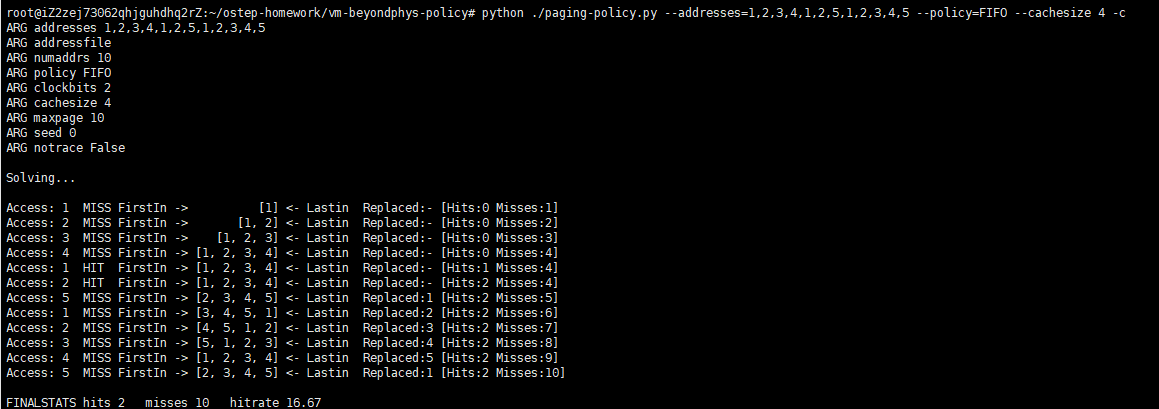 root@iZ2zej73062qhjguhdhq2rZ:~/ostep-homework/vm-beyondphys-policy# python ./paging-policy.py --addresses=1,2,3,4,1,2,5,1,2,3,4,5 --policy=FIFO --cachesize 4 -c
ARG addresses 1,2,3,4,1,2,5,1,2,3,4,5
ARG addressfile
ARG numaddrs 10
ARG policy FIFO
ARG clockbits 2
ARG cachesize 4
ARG maxpage 10
ARG seed 0
ARG notrace False

Solving...

Access: 1  MISS FirstIn ->          [1] <- Lastin  Replaced:- [Hits:0 Misses:1]
Access: 2  MISS FirstIn ->       [1, 2] <- Lastin  Replaced:- [Hits:0 Misses:2]
Access: 3  MISS FirstIn ->    [1, 2, 3] <- Lastin  Replaced:- [Hits:0 Misses:3]
Access: 4  MISS FirstIn -> [1, 2, 3, 4] <- Lastin  Replaced:- [Hits:0 Misses:4]
Access: 1  HIT  FirstIn -> [1, 2, 3, 4] <- Lastin  Replaced:- [Hits:1 Misses:4]
Access: 2  HIT  FirstIn -> [1, 2, 3, 4] <- Lastin  Replaced:- [Hits:2 Misses:4]
Access: 5  MISS FirstIn -> [2, 3, 4, 5] <- Lastin  Replaced:1 [Hits:2 Misses:5]
Access: 1  MISS FirstIn -> [3, 4, 5, 1] <- Lastin  Replaced:2 [Hits:2 Misses:6]
Access: 2  MISS FirstIn -> [4, 5, 1, 2] <- Lastin  Replaced:3 [Hits:2 Misses:7]
Access: 3  MISS FirstIn -> [5, 1, 2, 3] <- Lastin  Replaced:4 [Hits:2 Misses:8]
Access: 4  MISS FirstIn -> [1, 2, 3, 4] <- Lastin  Replaced:5 [Hits:2 Misses:9]
Access: 5  MISS FirstIn -> [2, 3, 4, 5] <- Lastin  Replaced:1 [Hits:2 Misses:10]

FINALSTATS hits 2   misses 10   hitrate 16.67